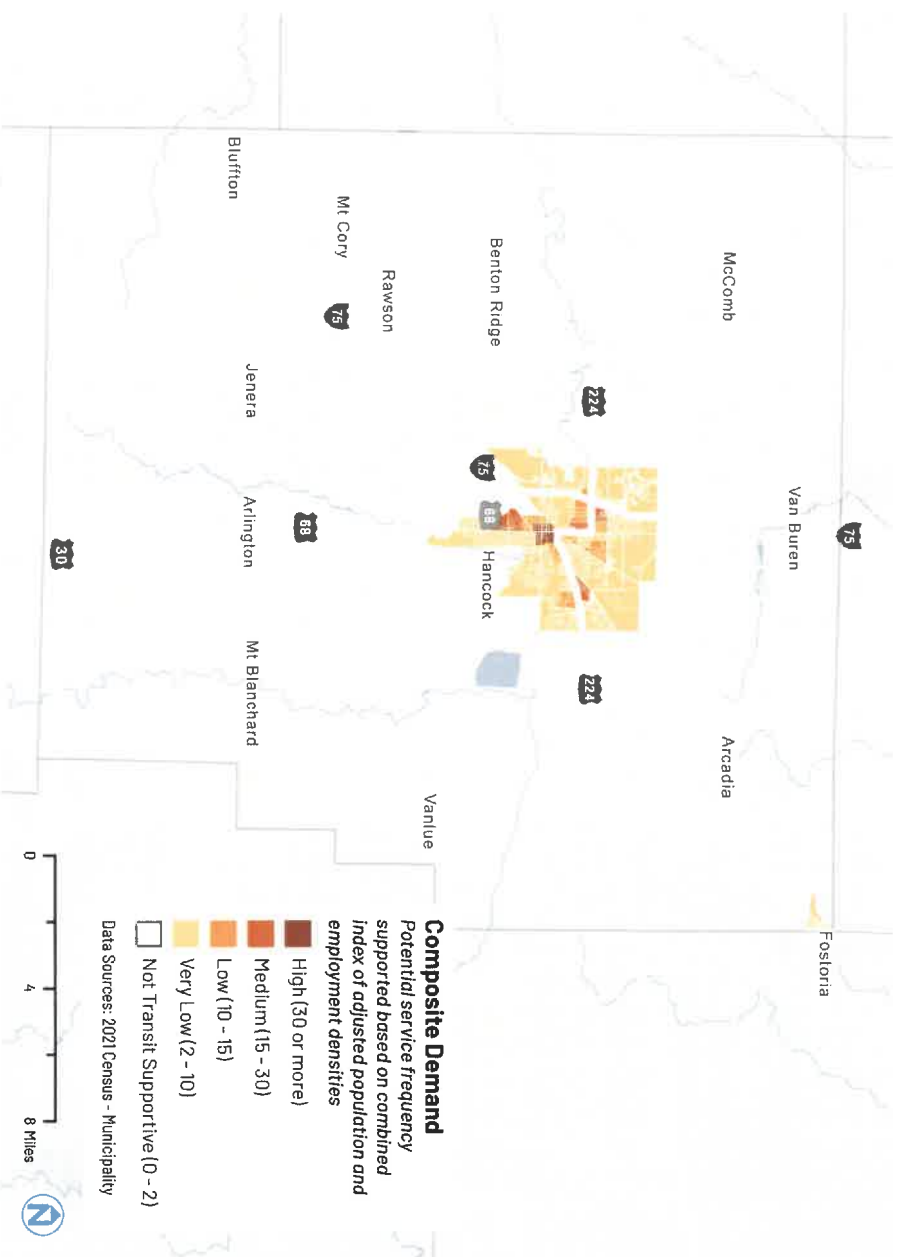 75
Van Buren
McComb
Arcadia
Fostoria
224
224
Benton Ridge
75
68
Hancock
Rawson
Mt Cory
75
Vanlue
68
Bluffton
Jenera
Arlington
Mt Blanchard
30
Composite Demand
Potential service frequency
supported based on combined
index of adjusted population and
employment densities
High (30 or more)
Medium (15 - 30)
Low (10 - 15)
Very Low (2 - 10)
Not Transit Supportive (0 - 2)
Data Sources: 2021 Census - Municipality
0
4
8 Miles
N